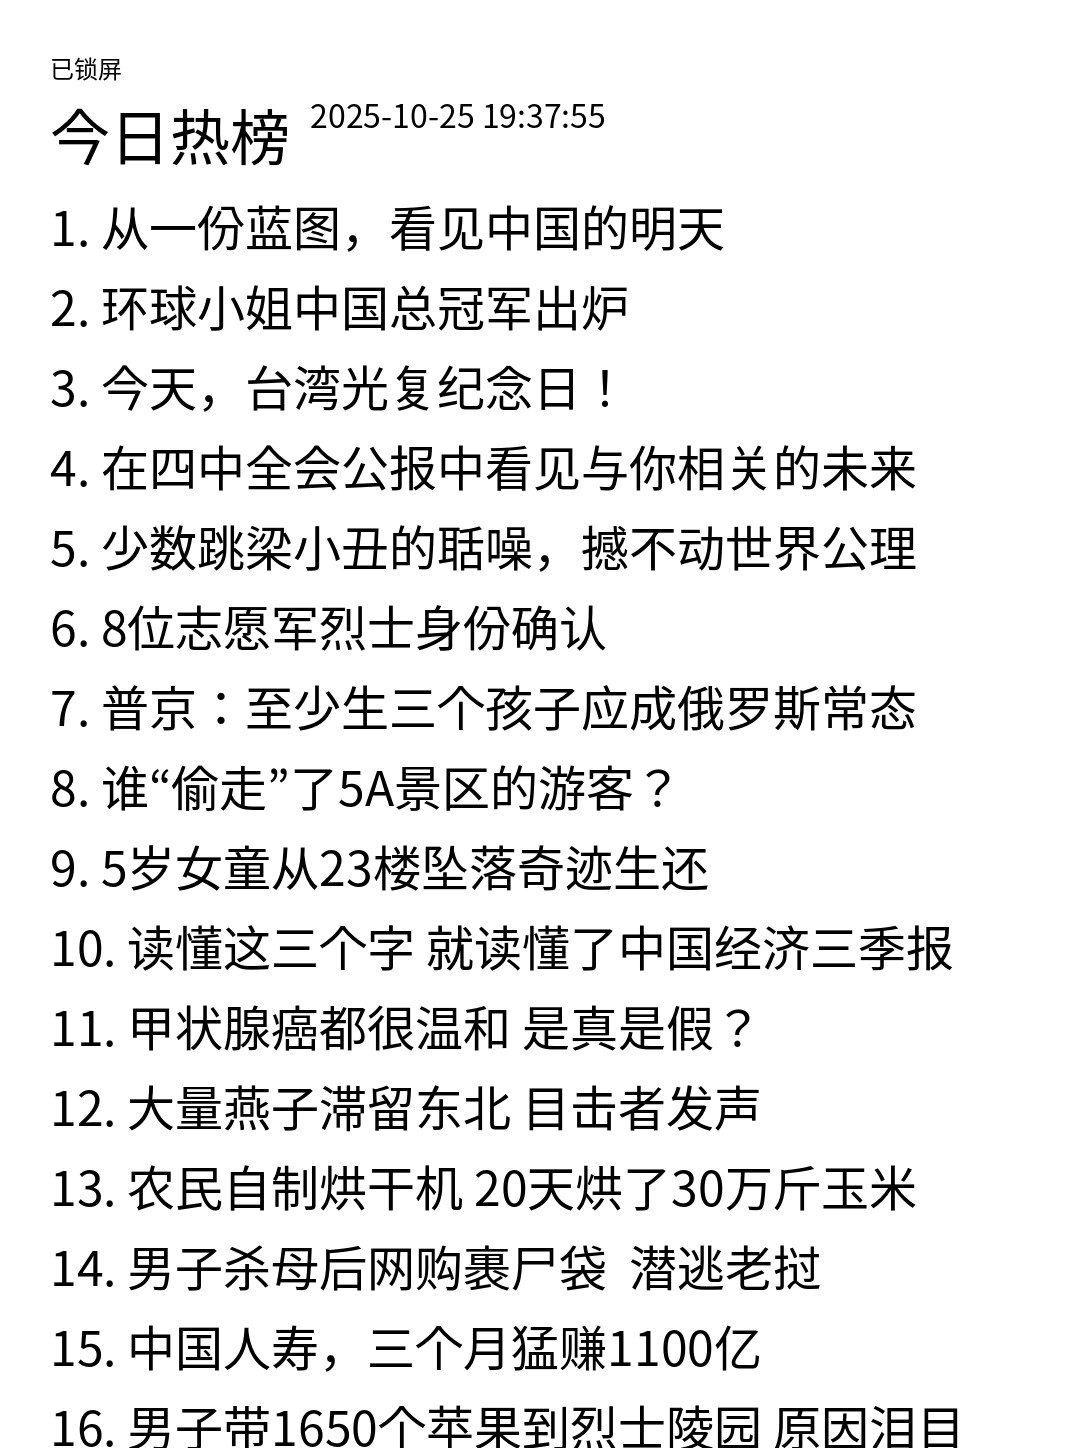 已锁屏
今日热榜 2025-10-25 19:37:55
1. 从一份蓝图，看见中国的明天
2. 环球小姐中国总冠军出炉
3. 今天，台湾光复纪念日！
4. 在四中全会公报中看见与你相关的未来
5. 少数跳梁小丑的聒噪，撼不动世界公理
6. 8位志愿军烈士身份确认
7. 普京：至少生三个孩子应成俄罗斯常态
8. 谁“偷走”了5A景区的游客？
9. 5岁女童从23楼坠落奇迹生还
10. 读懂这三个字 就读懂了中国经济三季报
11. 甲状腺癌都很温和 是真是假？
12. 大量燕子滞留东北 目击者发声
13. 农民自制烘干机 20天烘了30万斤玉米
14. 男子杀母后网购裹尸袋  潜逃老挝
15. 中国人寿，三个月猛赚1100亿
16. 男子带1650个苹果到烈士陵园 原因泪目